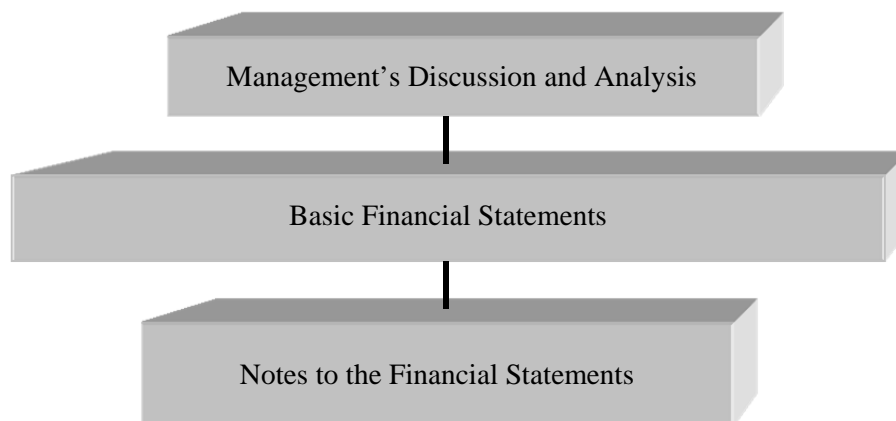 Management’s Discussion and Analysis
Basic Financial Statements
Notes to the Financial Statements